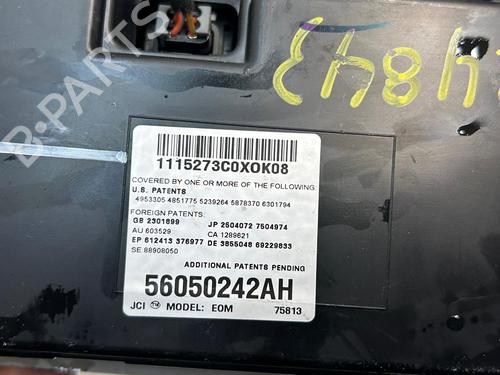 B-PARTS
1115273C0XOK08
COVERED BY ONE OR MORE OF THE FOLLOWING
U.S. PATENTS
4953305 4851775 5239264 5878370 6301794
FOREIGN PATENTS:
GB 2301699 JP 2504072 7504974
AU 603529 CA 1289621
EP 612413 376977 DE 3855048 69229833
SE 88908050
ADDITIONAL PATENTS PENDING
56050242AH
JCI MODEL: EOM 75813